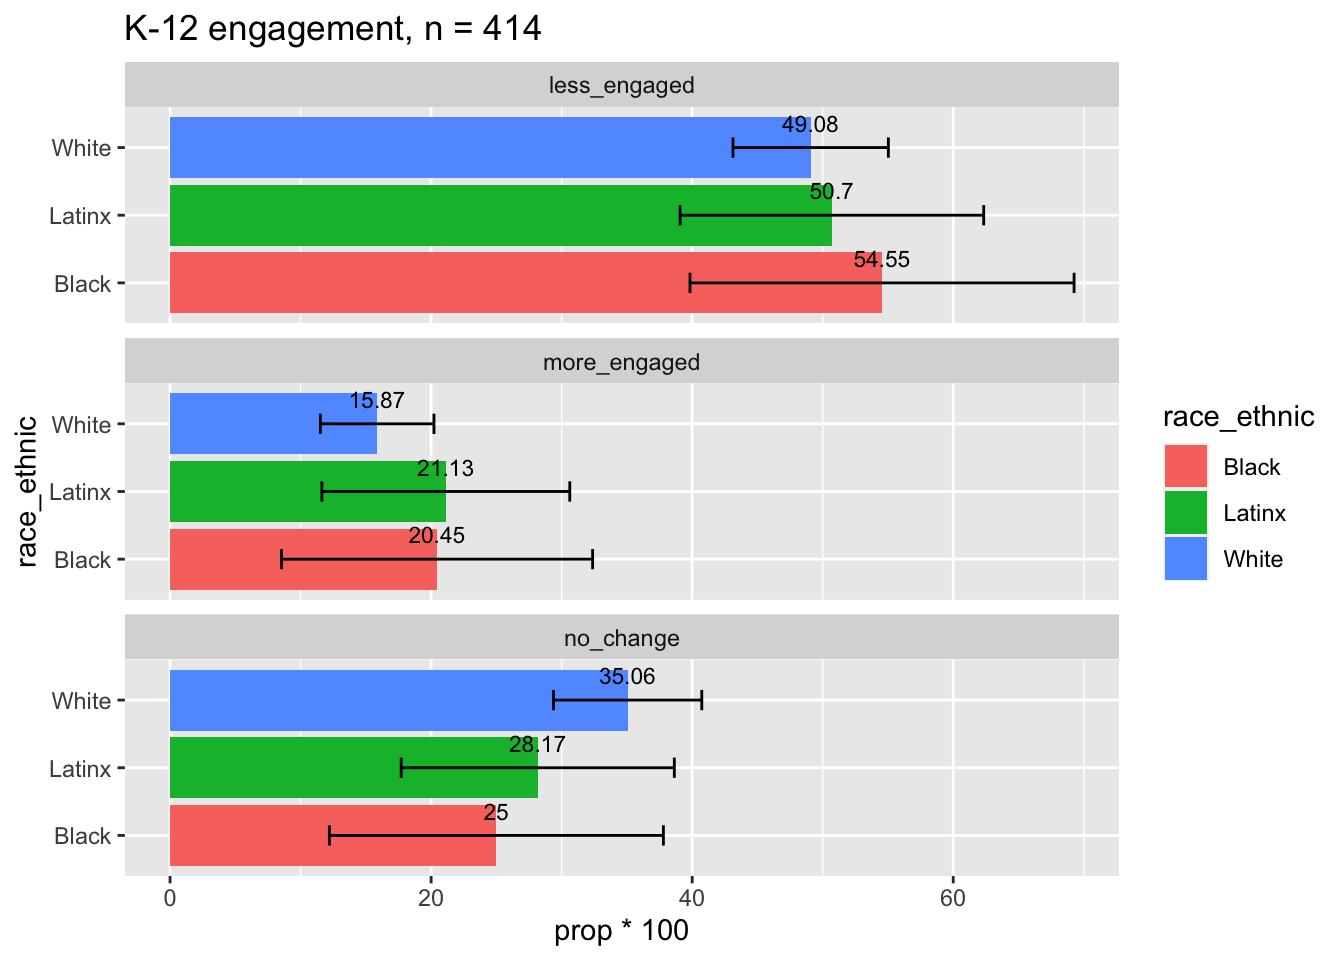 K-12 engagement, n = 414
less_engaged
White
49.08
Latinx
50.7
Black
54.55
more_engaged
White
15.87
Latinx
21.13
Black
20.45
no_change
White
35.06
Latinx
28.17
Black
25
0 20 40 60
prop * 100
race_ethnic
race_ethnic
Black
Latinx
White